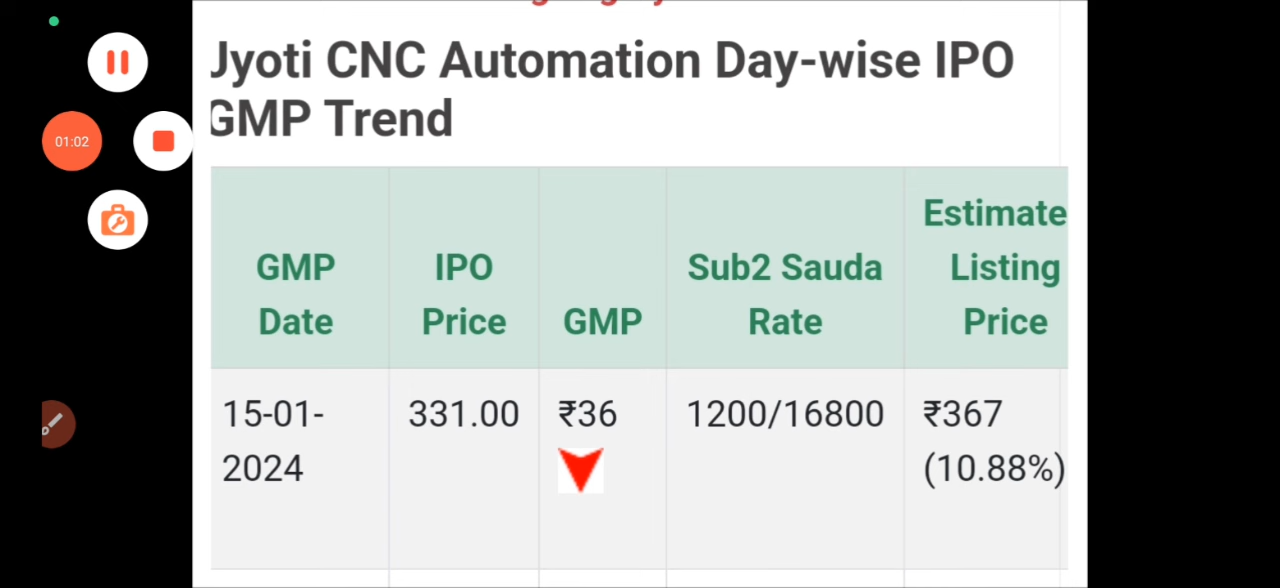 Jyoti CNC Automation Day-wise IPO
GMP Trend
01:02
GMP Date
IPO Price
GMP
Sub2 Sauda Rate
Estimate Listing Price
15-01-2024
331.00
₹36
1200/16800
₹367 (10.88%)